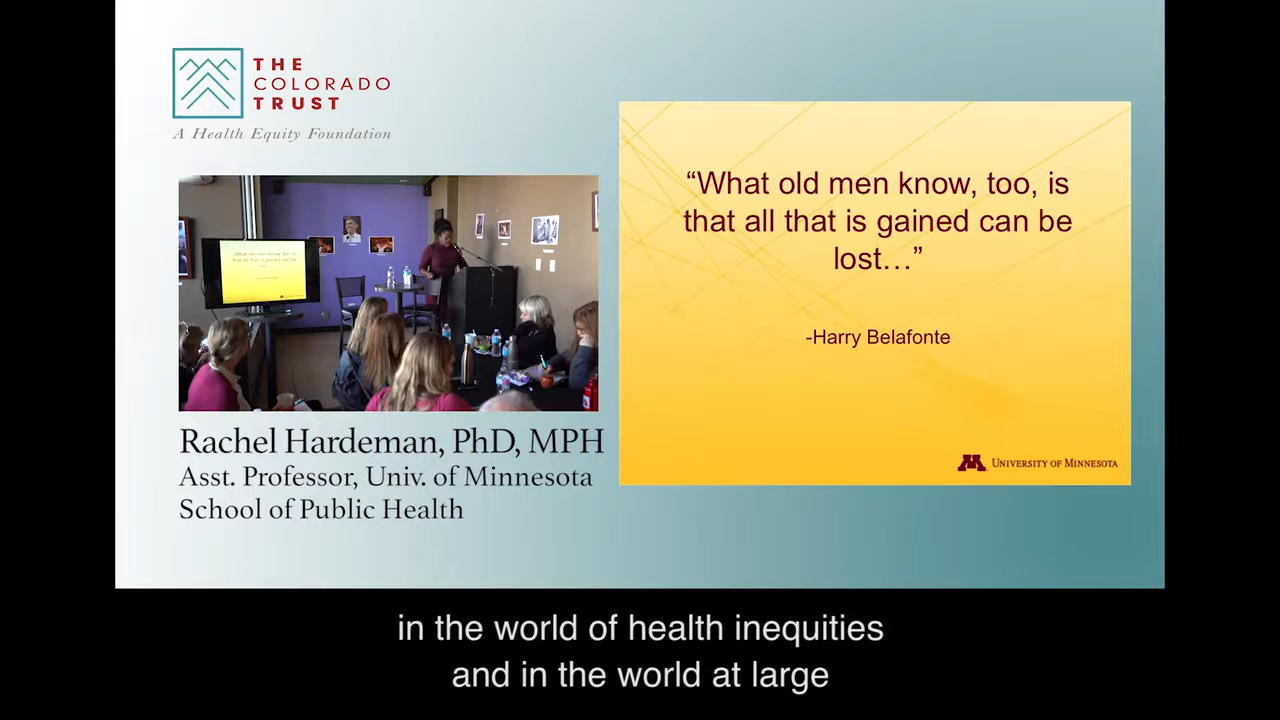 THE
COLORADO
TRUST
A Health Equity Foundation
“What old men know, too, is
that all that is gained can be
lost…”
-Harry Belafonte
UNIVERSITY OF MINNESOTA
Rachel Hardeman, PhD, MPH
Asst. Professor, Univ. of Minnesota
School of Public Health
in the world of health inequities
and in the world at large